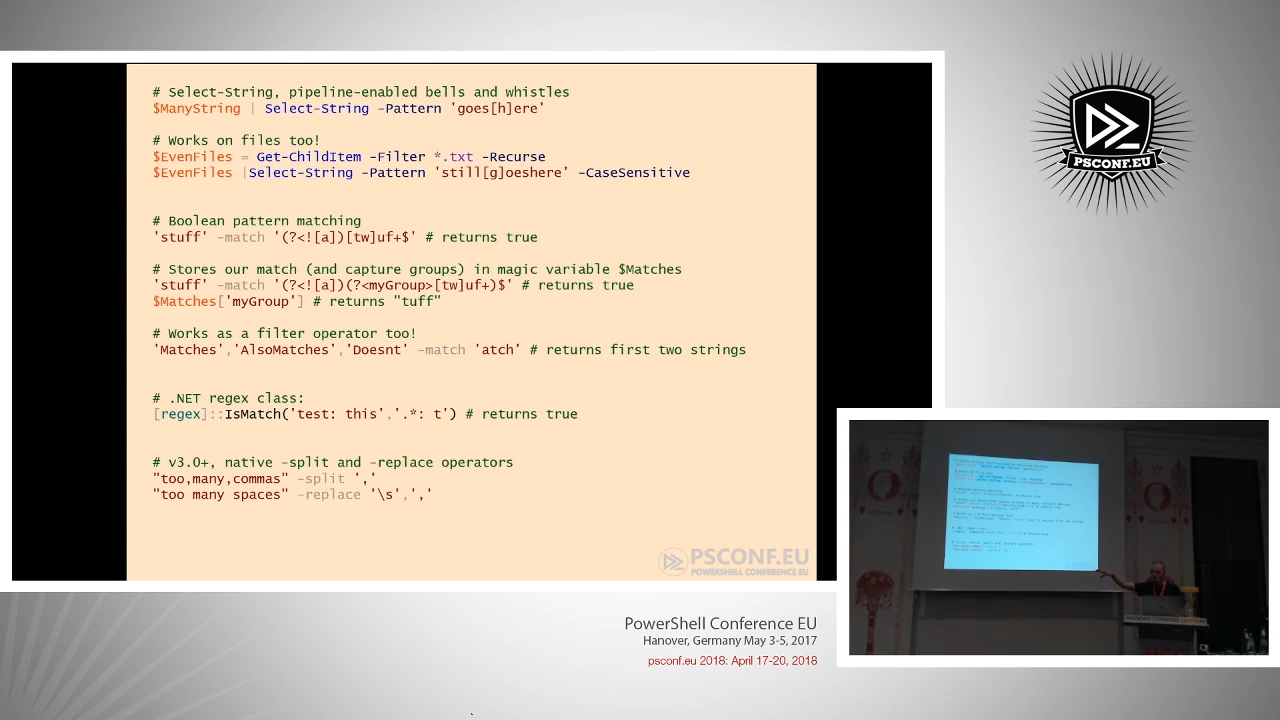 # Select-String, pipeline-enabled bells and whistles
$ManyString | Select-String -Pattern 'goes[h]ere'
# Works on files too!
$EvenFiles = Get-ChildItem -Filter *.txt -Recurse
$EvenFiles |Select-String -Pattern 'still[g]oeshere' -CaseSensitive
# Boolean pattern matching
'stuff' -match '(?<![a])[tw]uf+$' # returns true
# Stores our match (and capture groups) in magic variable $Matches
'stuff' -match '(?<![a])(?<myGroup>[tw]uf+)$' # returns true
$Matches['myGroup'] # returns "tuff"
# Works as a filter operator too!
'Matches','AlsoMatches','Doesnt' -match 'atch' # returns first two strings
# .NET regex class:
[regex]::IsMatch('test: this','.*: t') # returns true
# v3.0+, native -split and -replace operators
"too,many,commas" -split ','
"too many spaces" -replace '\s',','
PSCONF.EU
POWERSHELL CONFERENCE EU
PSCONF.EU
PowerShell Conference EU
Hanover, Germany May 3-5, 2017
psconf.eu 2018: April 17-20, 2018